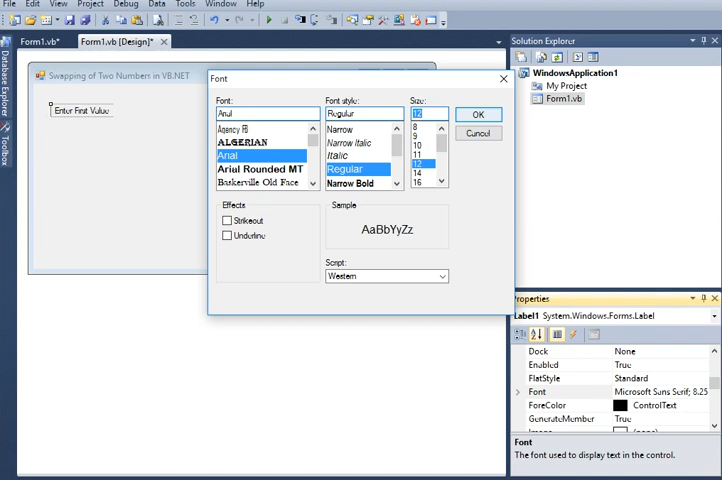 File Edit View Project Debug Data Tools Window Help
Form1.vb* Form1.vb [Design]*
Database Explorer
Toolbox
Swapping of Two Numbers in VB.NET
Enter First Value
Font
Font: Font style: Size:
Arial Regular 12
Agency FB
ALGERIAN
Arial
Arial Rounded MT
Baskerville Old Face
Narrow
Narrow Italic
Italic
Regular
Narrow Bold
8
9
10
11
12
14
16
OK
Cancel
Effects
Strikeout
Underline
Sample
AaBbYyZz
Script:
Western
Solution Explorer
WindowsApplication1
My Project
Form1.vb
Properties
Label1 System.Windows.Forms.Label
Dock None
Enabled True
FlatStyle Standard
Font Microsoft Sans Serif; 8.25
ForeColor ControlText
GenerateMember True
Image (none)
Font
The font used to display text in the control.